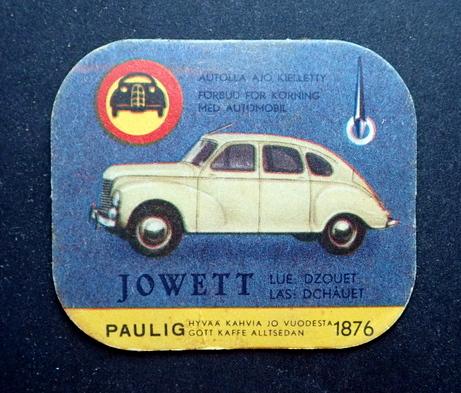 AUTOLLA AJO KIELLETTY
FÖRBUD FÖR KÖRNING
MED AUTOMOBIL
JOWETT
LUE: DZOUET
LÄS: DCHÅUET
PAULIG
HYVÄÄ KAHVIA JO VUODESTA
GOTT KAFFE ALLTSEDAN
1876